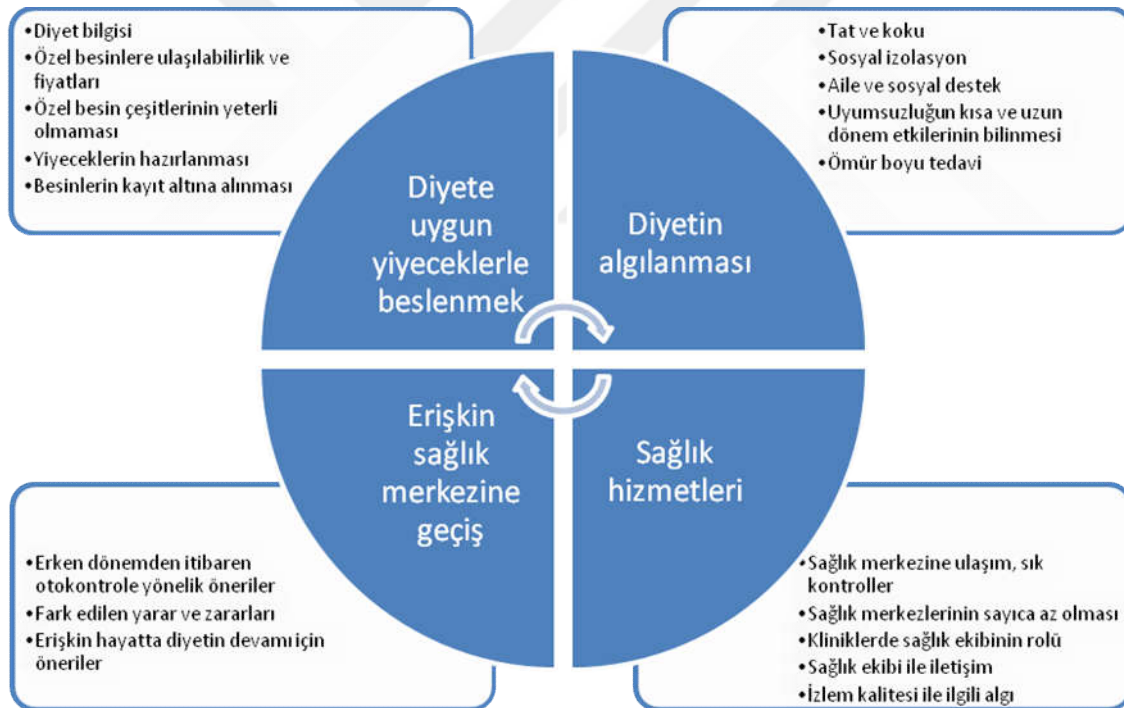 •Diyet bilgisi
•Özel besinlere ulaşılabilirlik ve
fiyatları
•Özel besin çeşitlerinin yeterli
olmaması
•Yiyeceklerin hazırlanması
•Besinlerin kayıt altına alınması
•Tat ve koku
•Sosyal izolasyon
•Aile ve sosyal destek
•Uyumsuzluğun kısa ve uzun
dönem etkilerinin bilinmesi
•Ömür boyu tedavi
Diyete
uygun
yiyeceklerle
beslenmek
Diyetin
algılanması
Erişkin
sağlık
merkezine
geçiş
Sağlık
hizmetleri
•Erken dönemden itibaren
otokontrole yönelik öneriler
•Fark edilen yarar ve zararları
•Erişkin hayatta diyetin devamı için
öneriler
•Sağlık merkezine ulaşım, sık
kontroller
•Sağlık merkezlerinin sayıca az olması
•Kliniklerde sağlık ekibinin rolü
•Sağlık ekibi ile iletişim
•İzlem kalitesi ile ilgili algı